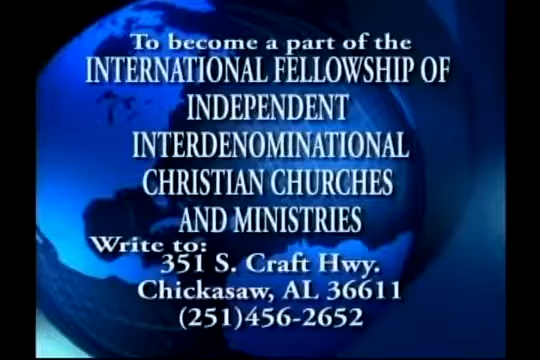 To become a part of the
INTERNATIONAL FELLOWSHIP OF
INDEPENDENT
INTERDENOMINATIONAL
CHRISTIAN CHURCHES
AND MINISTRIES
Write to:
351 S. Craft Hwy.
Chickasaw, AL 36611
(251)456-2652